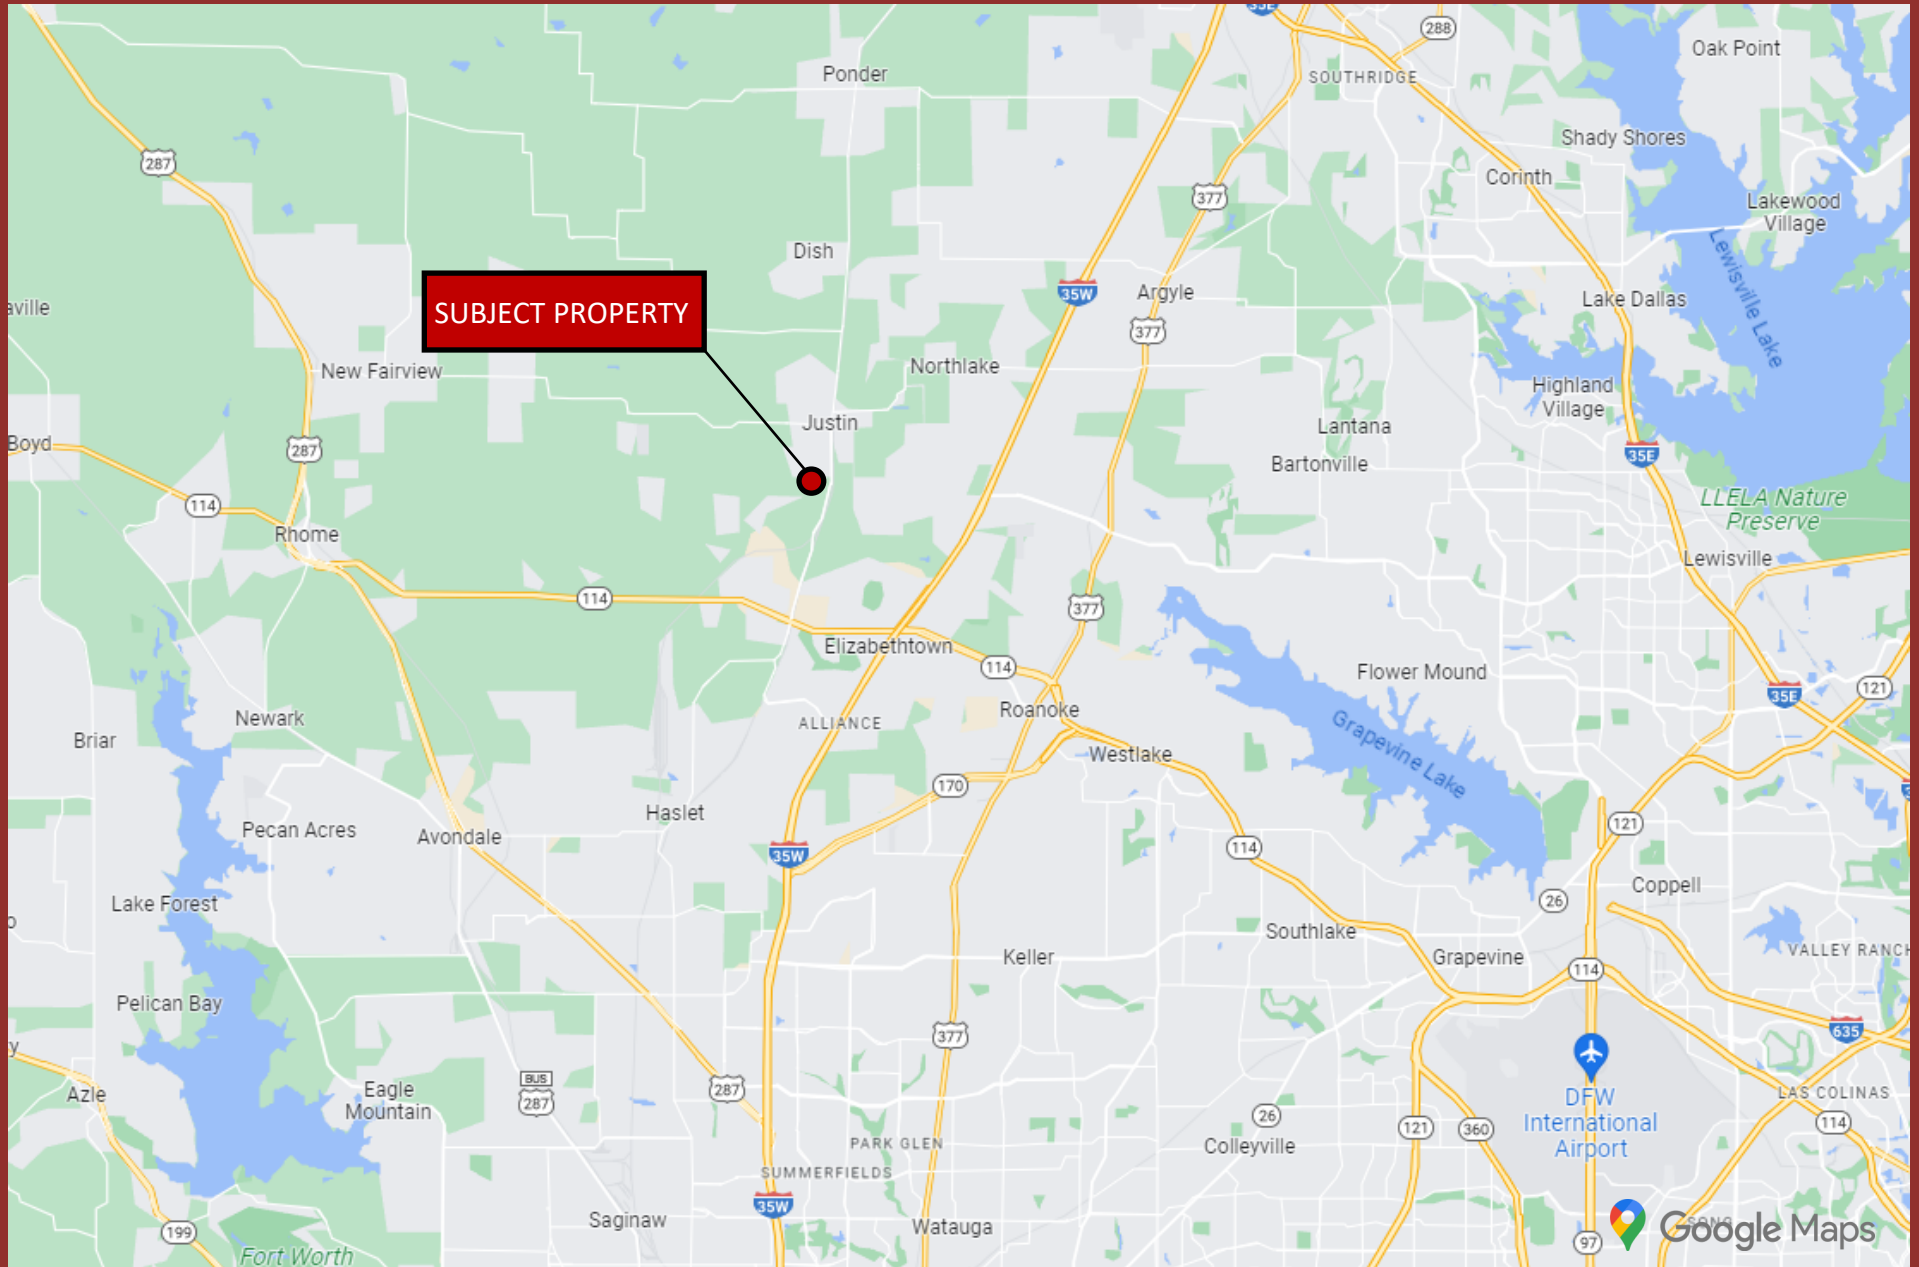 35E
288
Oak Point
Ponder
SOUTHRIDGE
Shady Shores
287
Corinth
377
Lakewood
Village
Dish
Lewisville Lake
35W
Argyle
Lake Dallas
aville
SUBJECT PROPERTY
377
New Fairview
Northlake
Highland
Village
Justin
Lantana
Boyd
287
35E
Bartonville
114
LLELA Nature
Preserve
Rhome
Lewisville
114
377
Elizabethtown
114
Flower Mound
35E
121
Newark
Roanoke
ALLIANCE
Grapevine Lake
Briar
Westlake
170
Haslet
121
Pecan Acres
Avondale
114
35W
Coppell
Lake Forest
26
Southlake
Keller
Grapevine
VALLEY RANCH
114
Pelican Bay
377
635
y
DFW
International
Airport
Azle
Eagle
Mountain
BUS
287
287
LAS COLINAS
26
121
360
114
PARK GLEN
Colleyville
SUMMERFIELDS
35W
Saginaw
Watauga
199
97
Google Maps
Fort Worth